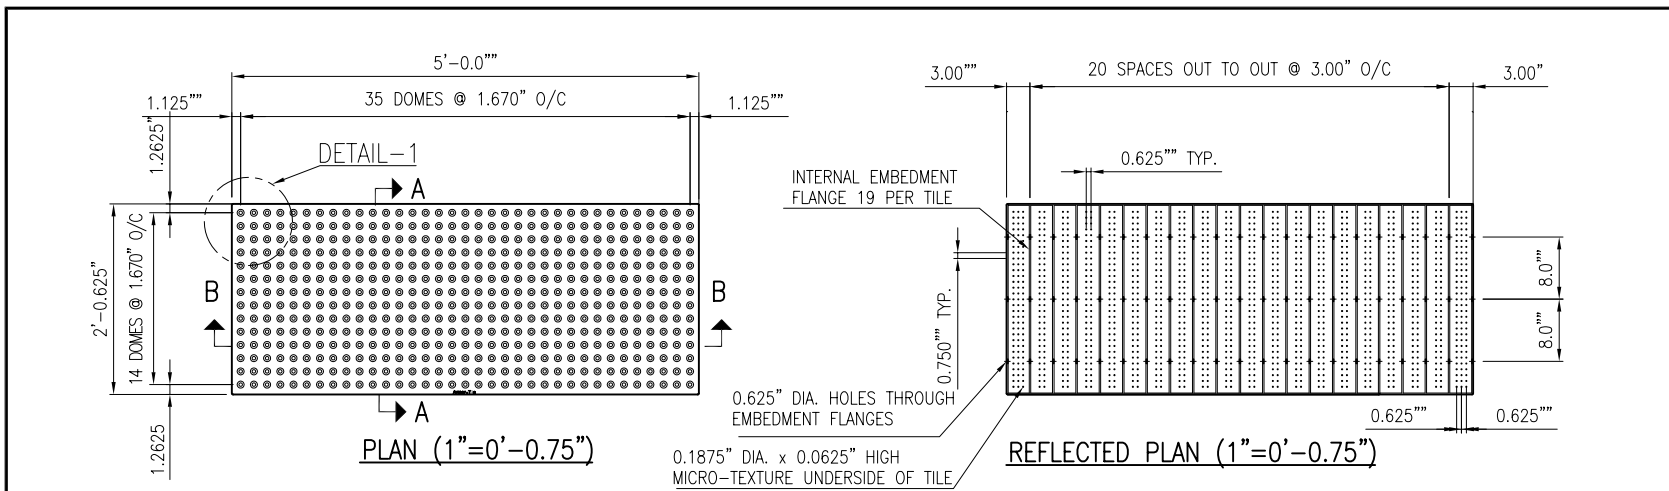 5'-0.0""
35 DOMES @ 1.670" O/C
1.125""
1.125""
1.2625"
DETAIL-1
A
2'-0.625"
14 DOMES @ 1.670" O/C
B
B
A
1.2625
PLAN (1"=0'-0.75")
3.00""
20 SPACES OUT TO OUT @ 3.00" O/C
3.00"
0.625"" TYP.
INTERNAL EMBEDMENT
FLANGE 19 PER TILE
0.750"" TYP.
8.0""
8.0""
0.625" DIA. HOLES THROUGH
EMBEDMENT FLANGES
0.625""
0.625""
0.1875" DIA. x 0.0625" HIGH
MICRO-TEXTURE UNDERSIDE OF TILE
REFLECTED PLAN (1"=0'-0.75")